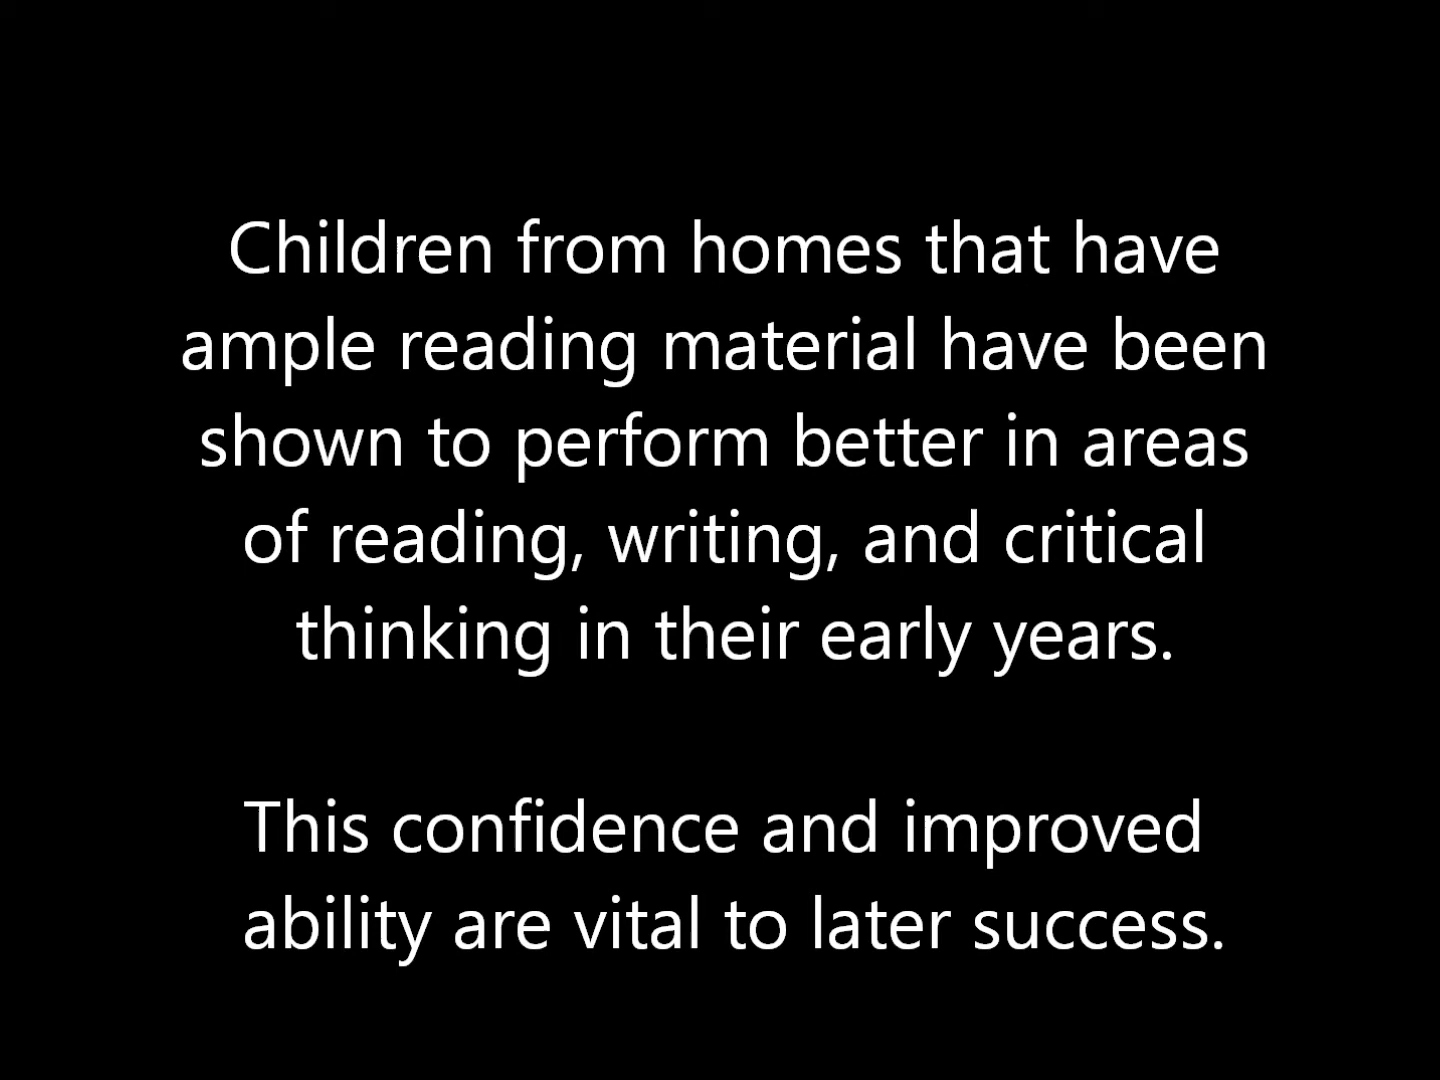 Children from homes that have
ample reading material have been
shown to perform better in areas
of reading, writing, and critical
thinking in their early years.
This confidence and improved
ability are vital to later success.